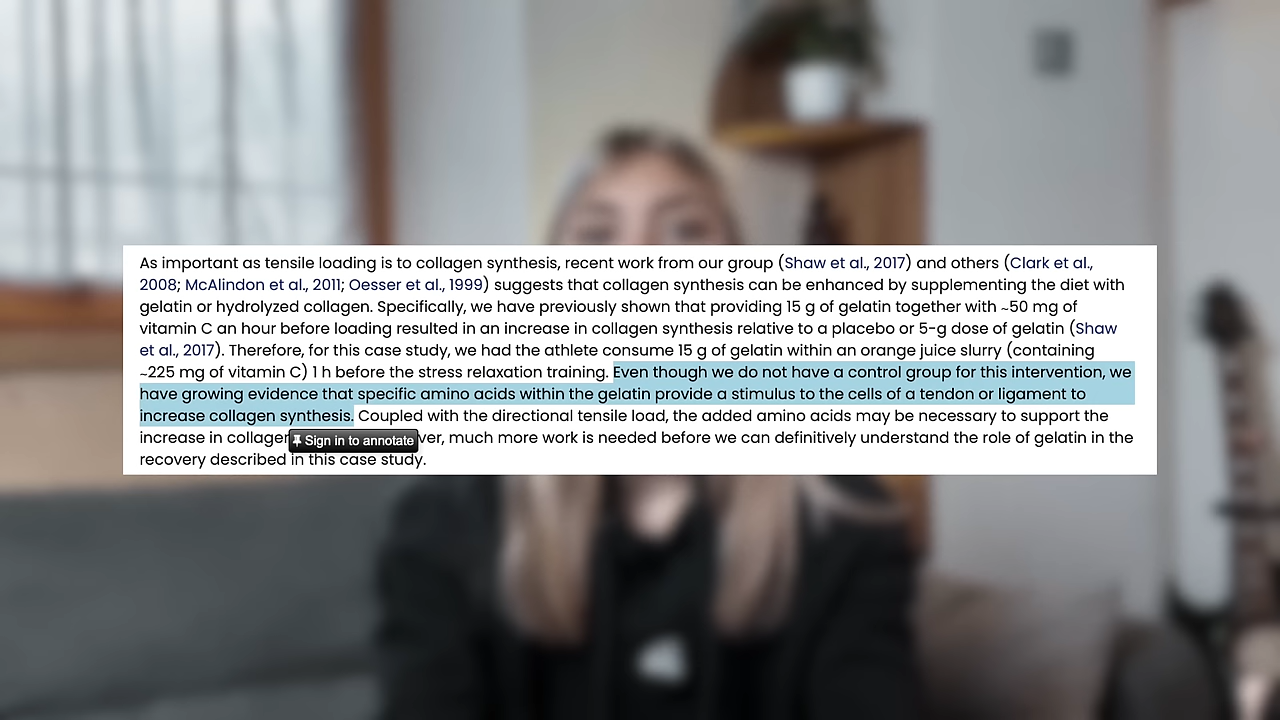 As important as tensile loading is to collagen synthesis, recent work from our group (Shaw et al., 2017) and others (Clark et al.,
2008; McAlindon et al., 2011; Oesser et al., 1999) suggests that collagen synthesis can be enhanced by supplementing the diet with
gelatin or hydrolyzed collagen. Specifically, we have previously shown that providing 15 g of gelatin together with ~50 mg of
vitamin C an hour before loading resulted in an increase in collagen synthesis relative to a placebo or 5-g dose of gelatin (Shaw
et al., 2017). Therefore, for this case study, we had the athlete consume 15 g of gelatin within an orange juice slurry (containing
~225 mg of vitamin C) 1 h before the stress relaxation training. Even though we do not have a control group for this intervention, we
have growing evidence that specific amino acids within the gelatin provide a stimulus to the cells of a tendon or ligament to
increase collagen synthesis. Coupled with the directional tensile load, the added amino acids may be necessary to support the
increase in collagen Sign in to annotate ver, much more work is needed before we can definitively understand the role of gelatin in the
recovery described in this case study.